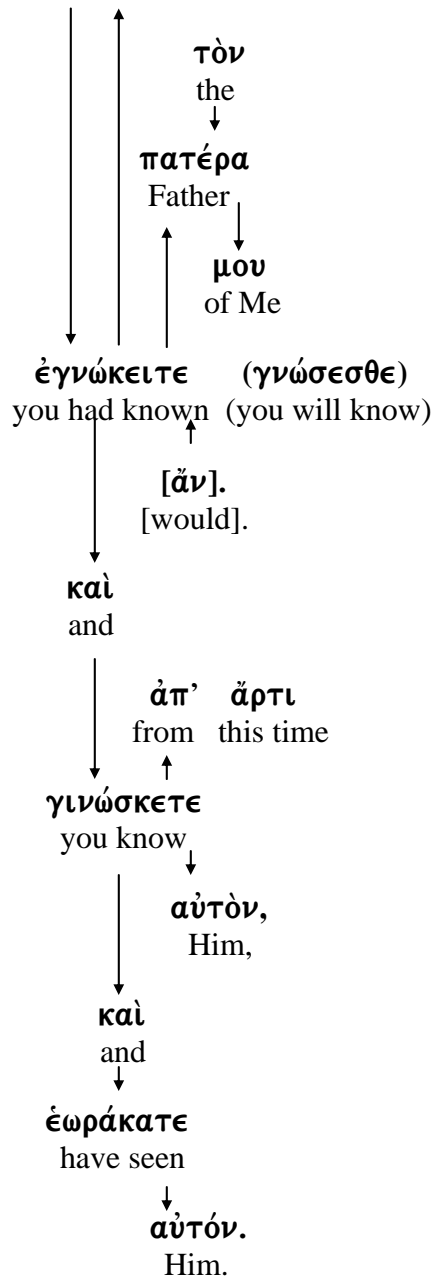 τὸν
the
πατέρα
Father
μου
of Me
ἐγνώκειτε (γνώσεσθε)
you had known (you will know)
[ἄν].
[would].
καὶ
and
ἀπ’ ἄρτι
from this time
γινώσκετε
you know
αὐτὸν,
Him,
καὶ
and
ἑωράκατε
have seen
αὐτόν.
Him.